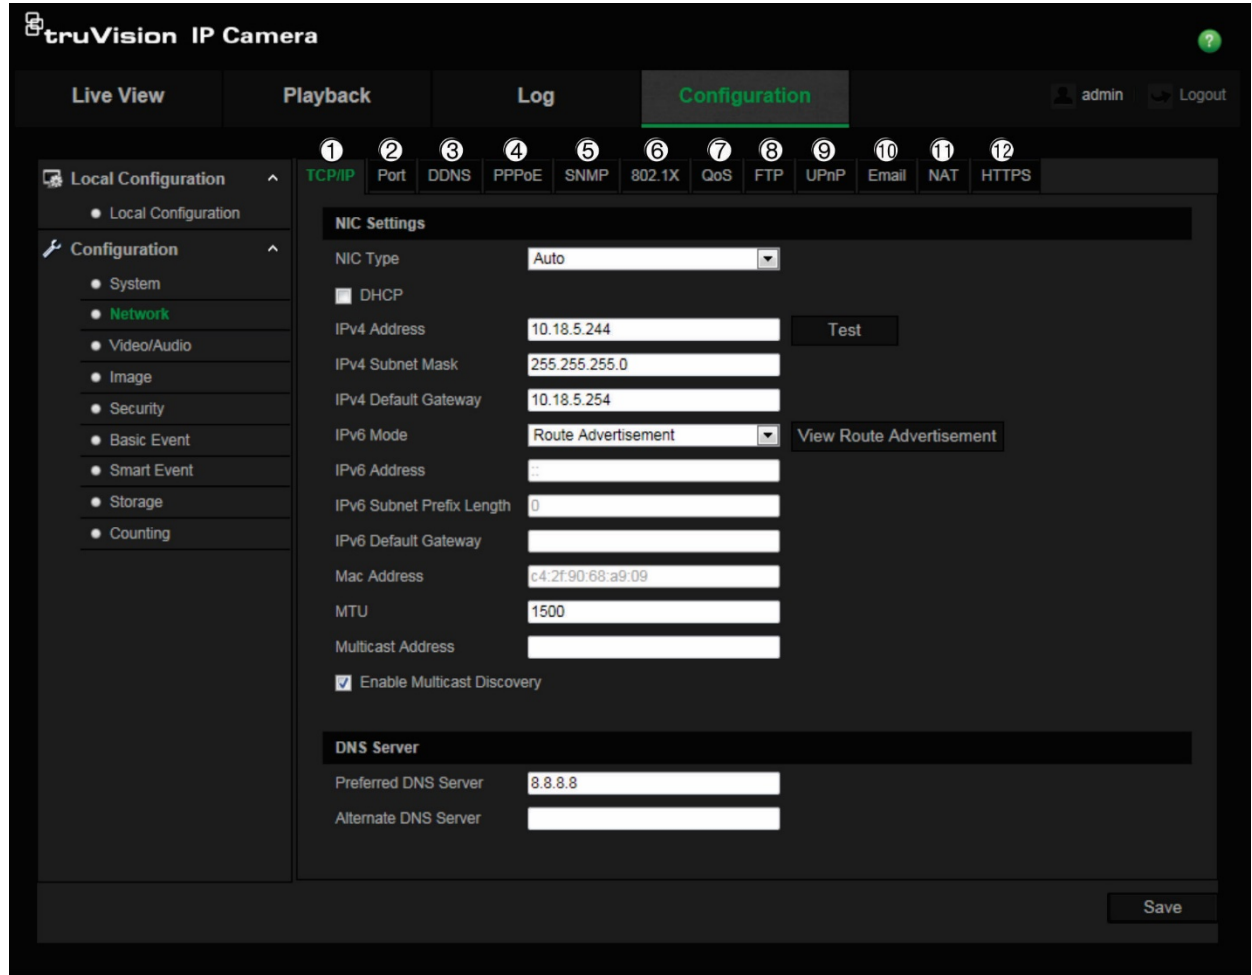 truVision IP Camera
?
Live View Playback Log Configuration admin Logout
① ② ③ ④ ⑤ ⑥ ⑦ ⑧ ⑨ ⑩ ⑪ ⑫
TCP/IP Port DDNS PPPoE SNMP 802.1X QoS FTP UPnP Email NAT HTTPS
Local Configuration
Local Configuration
Configuration
System
Network
Video/Audio
Image
Security
Basic Event
Smart Event
Storage
Counting
NIC Settings
NIC Type Auto
DHCP
IPv4 Address 10.18.5.244 Test
IPv4 Subnet Mask 255.255.255.0
IPv4 Default Gateway 10.18.5.254
IPv6 Mode Route Advertisement View Route Advertisement
IPv6 Address ::
IPv6 Subnet Prefix Length 0
IPv6 Default Gateway
Mac Address c4:2f:90:68:a9:09
MTU 1500
Multicast Address
Enable Multicast Discovery
DNS Server
Preferred DNS Server 8.8.8.8
Alternate DNS Server
Save